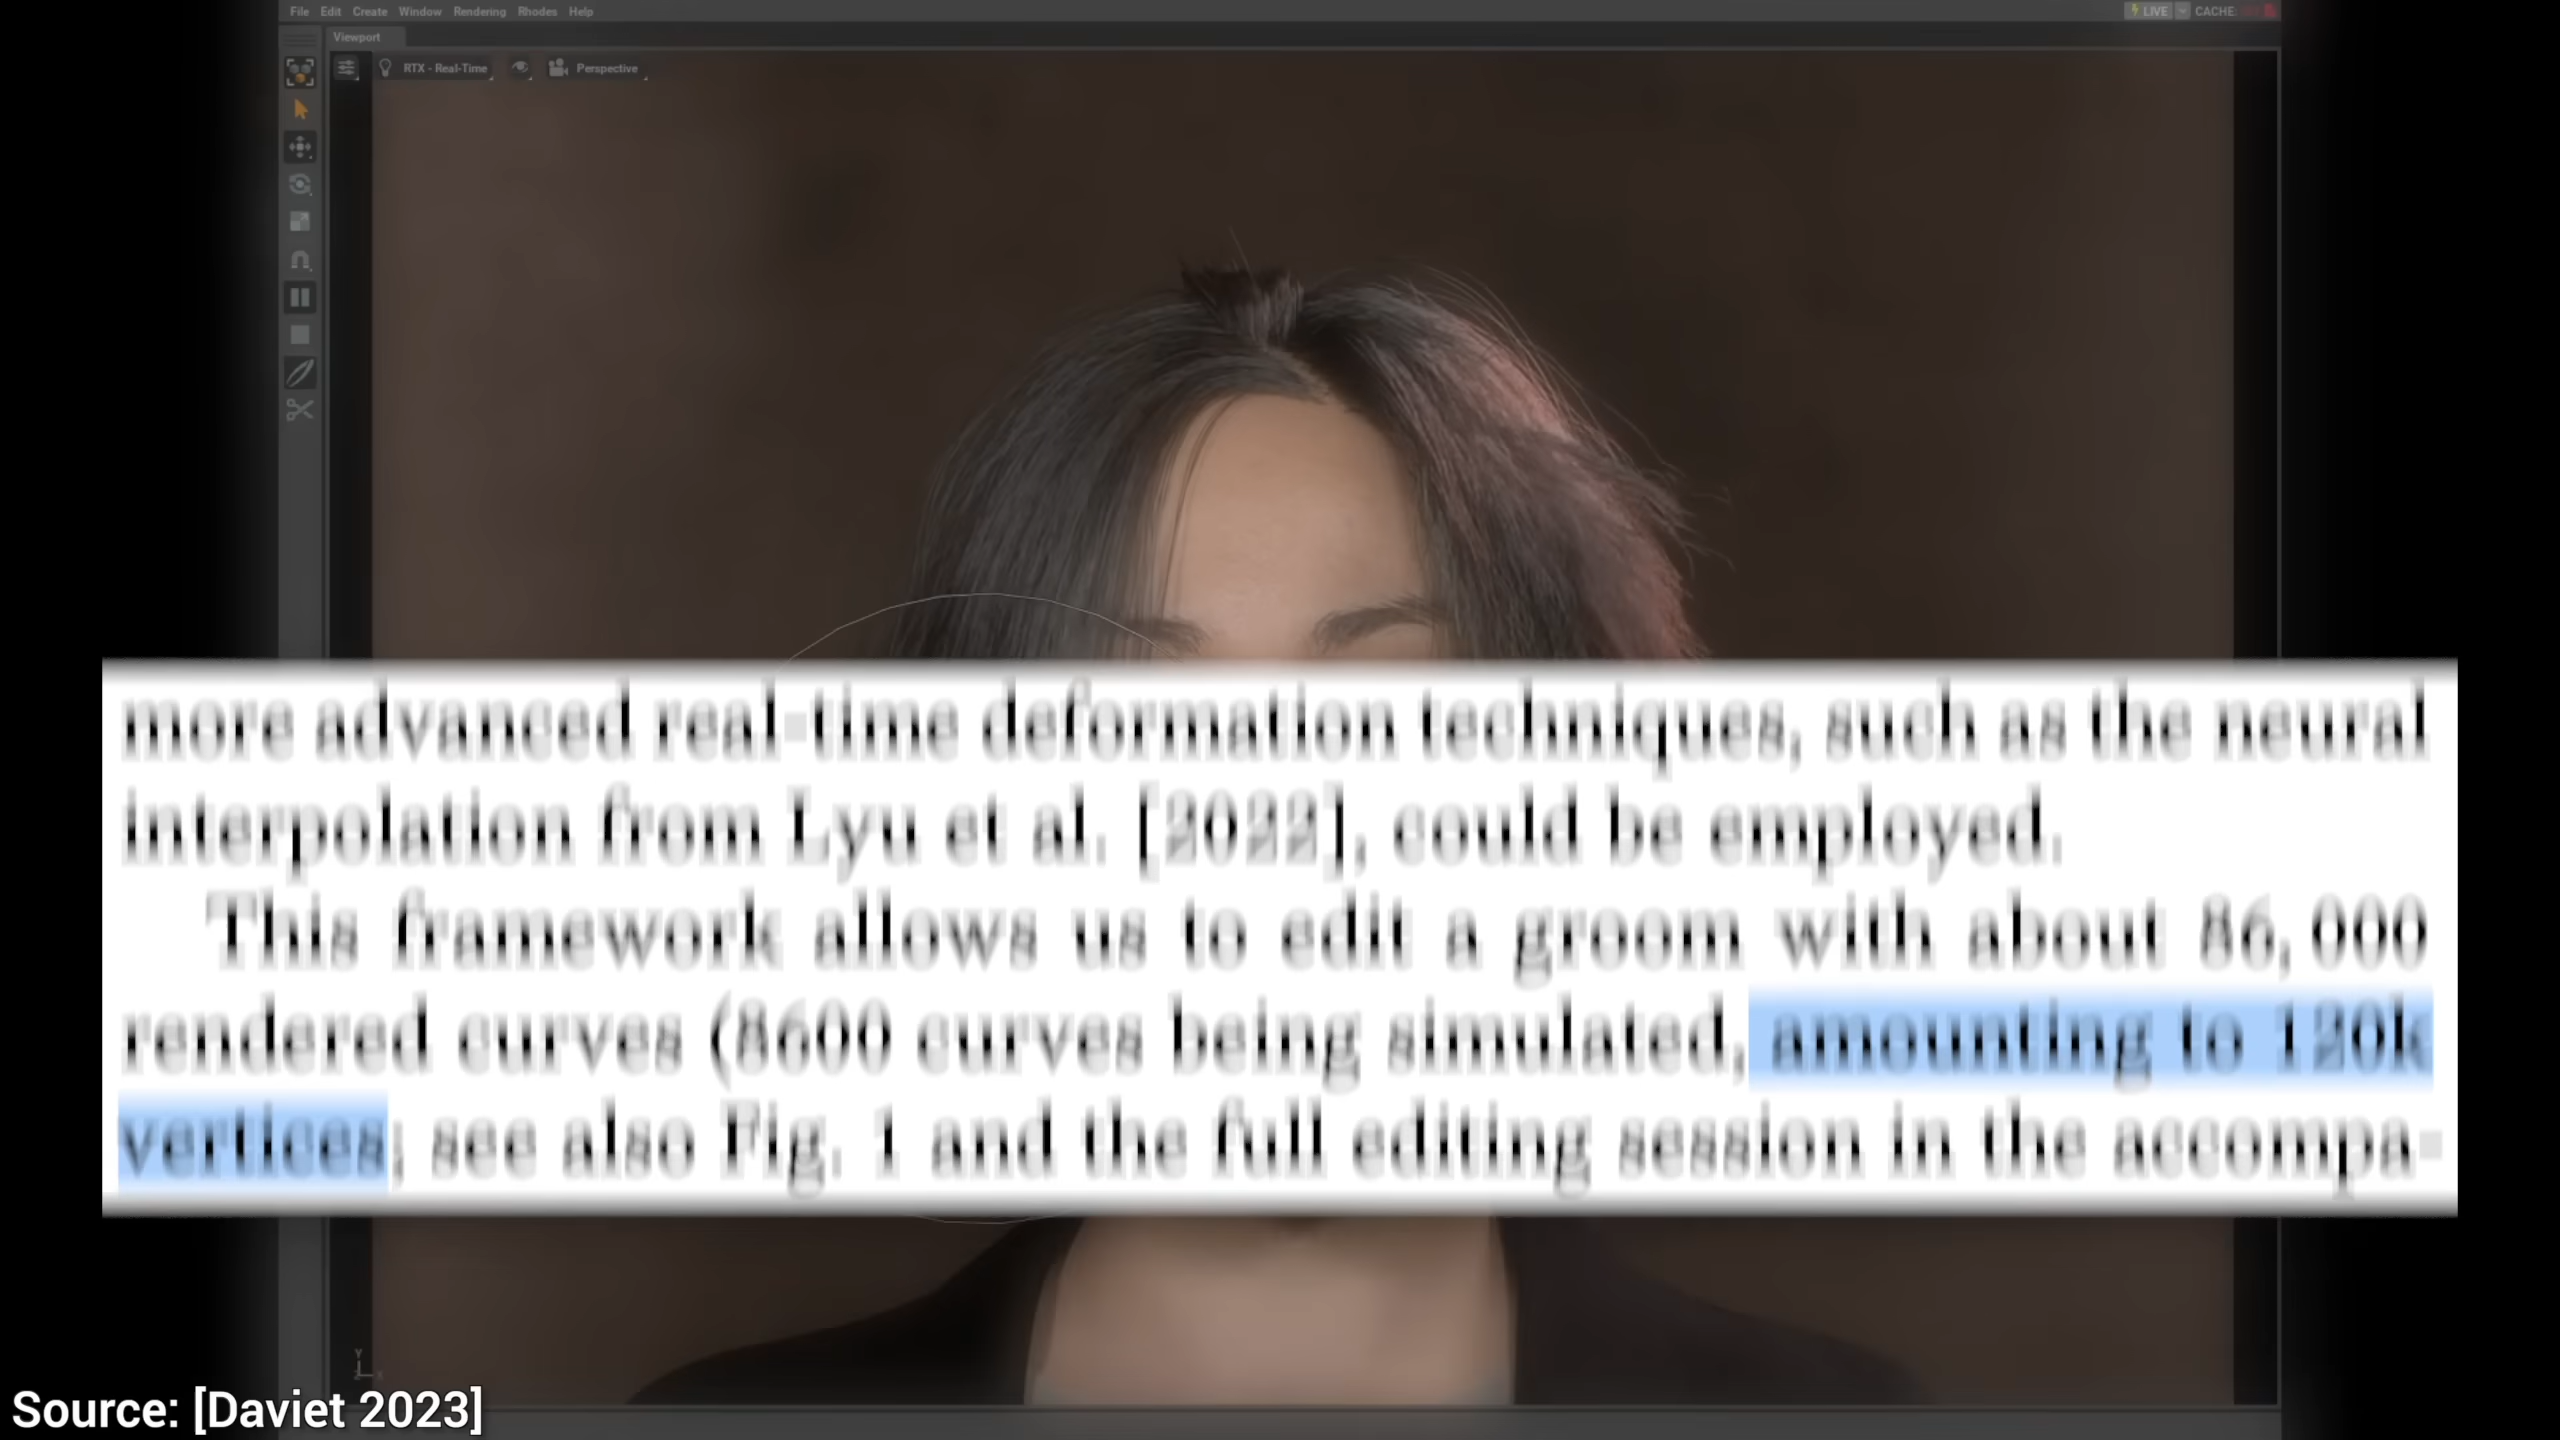 File Edit Create Window Rendering Rhodes Help
LIVE CACHE:
Viewport
RTX - Real-Time Perspective
more advanced real-time deformation techniques, such as the neural
interpolation from Lyu et al. [2022], could be employed.
This framework allows us to edit a groom with about 86, 000
rendered curves (8600 curves being simulated, amounting to 120k
vertices; see also Fig. 1 and the full editing session in the accompa-
Y
Source: [Daviet 2023]